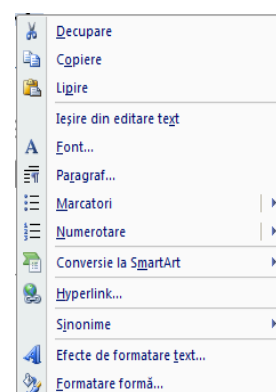 Decupare
Copiere
Lipire
Ieșire din editare text
Font...
Paragraf...
Marcatori
Numerotare
Conversie la SmartArt
Hyperlink...
Sinonime
Efecte de formatare text...
Formatare formă...